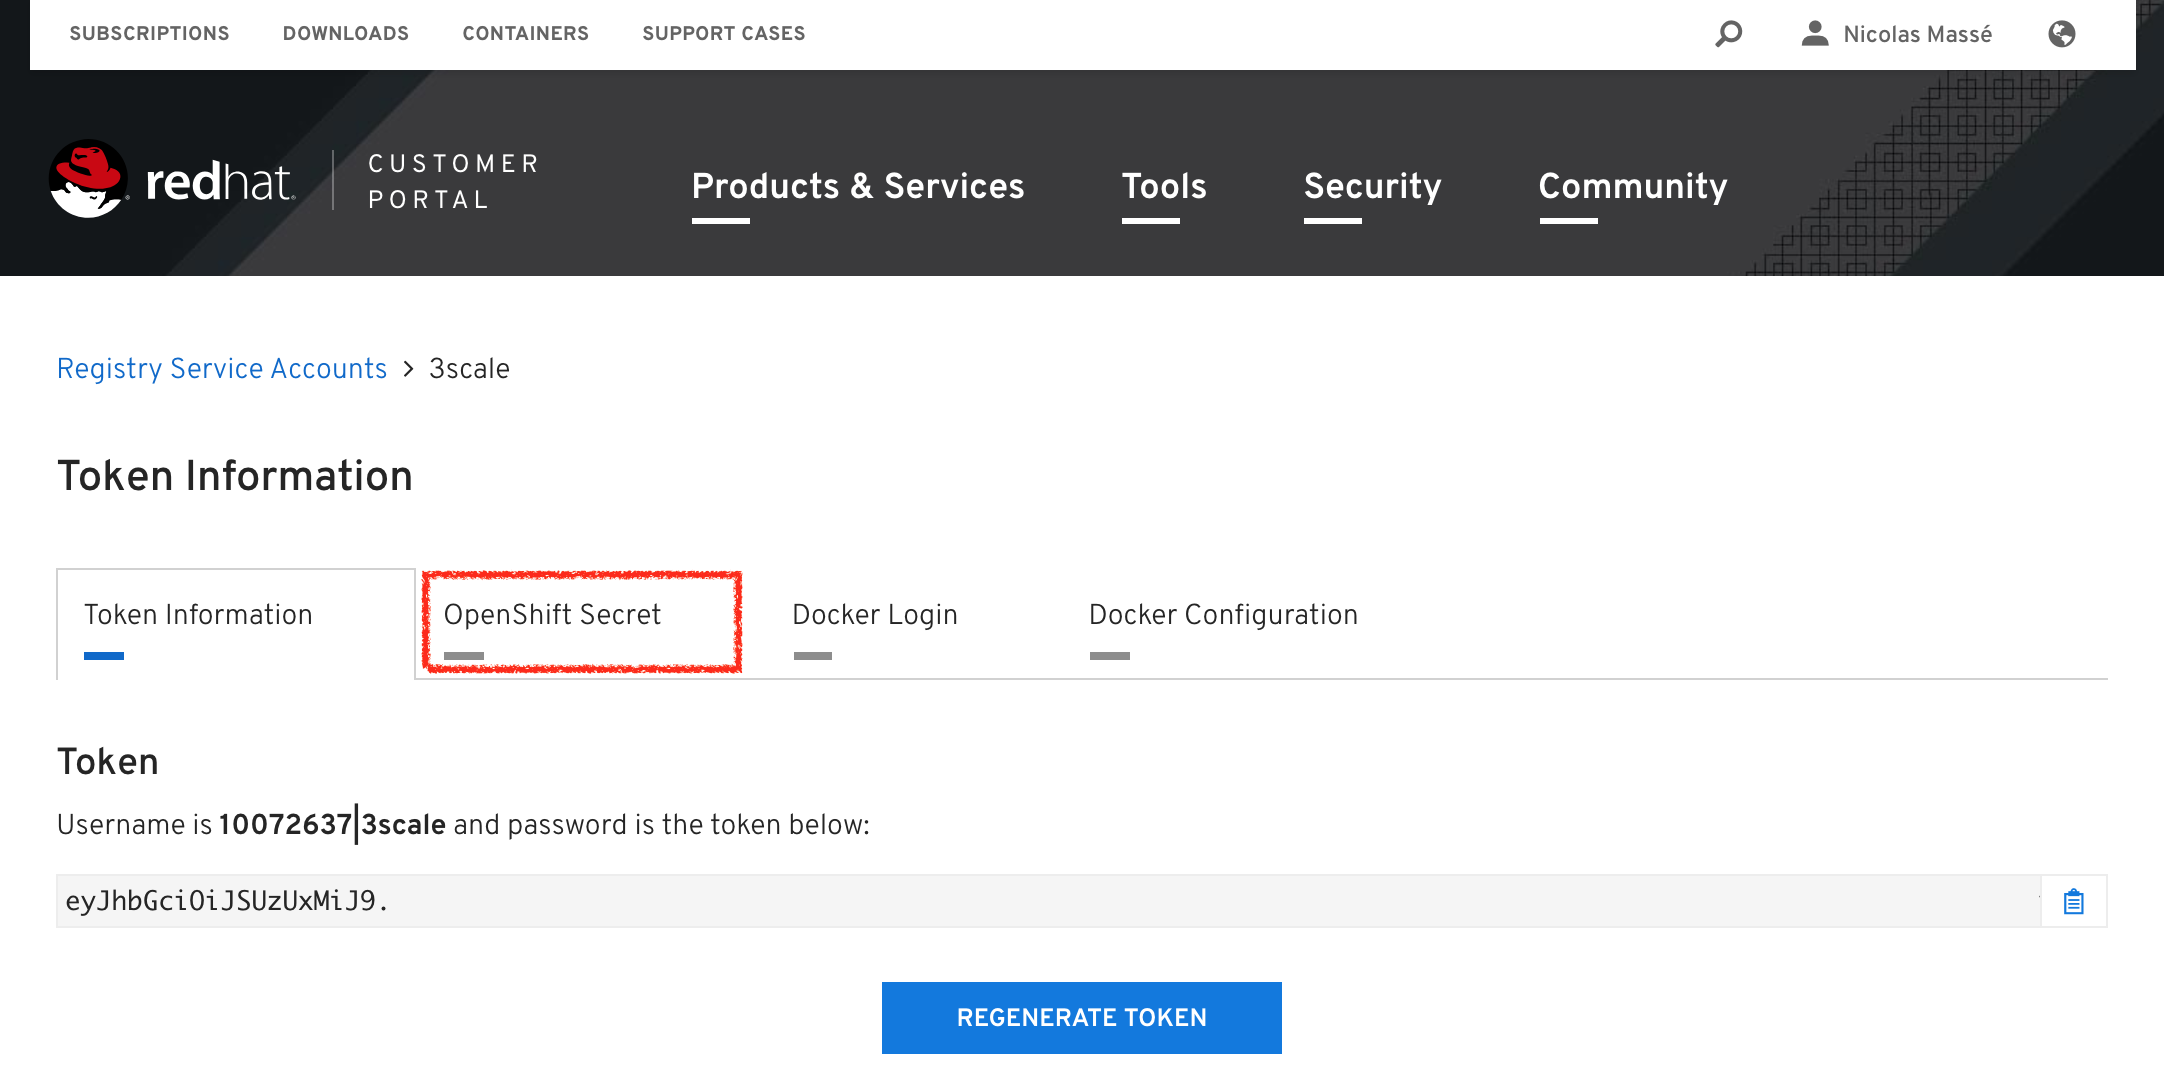 SUBSCRIPTIONS DOWNLOADS CONTAINERS SUPPORT CASES Nicolas Massé
redhat. CUSTOMER PORTAL Products & Services Tools Security Community
Registry Service Accounts > 3scale
Token Information
Token Information OpenShift Secret Docker Login Docker Configuration
Token
Username is 10072637|3scale and password is the token below:
eyJhbGciOiJSUzUxMiJ9.
REGENERATE TOKEN